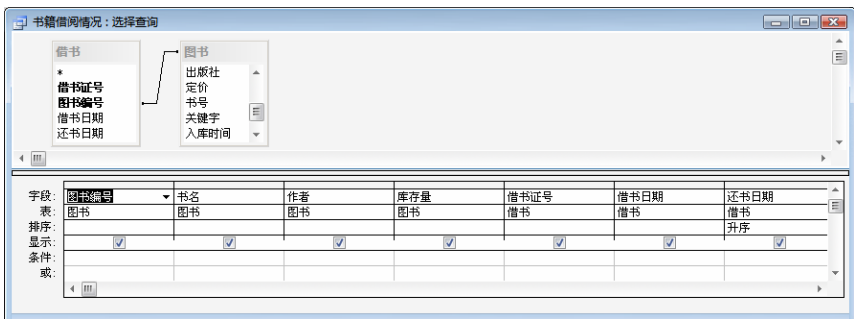 书籍借阅情况：选择查询
借书
*
借书证号
图书编号
借书日期
还书日期
图书
出版社
定价
书号
关键字
入库时间
字段: 图书编号 书名 作者 库存量 借书证号 借书日期 还书日期
表: 图书 图书 图书 图书 借书 借书 借书
排序: 升序
显示:
条件:
或: